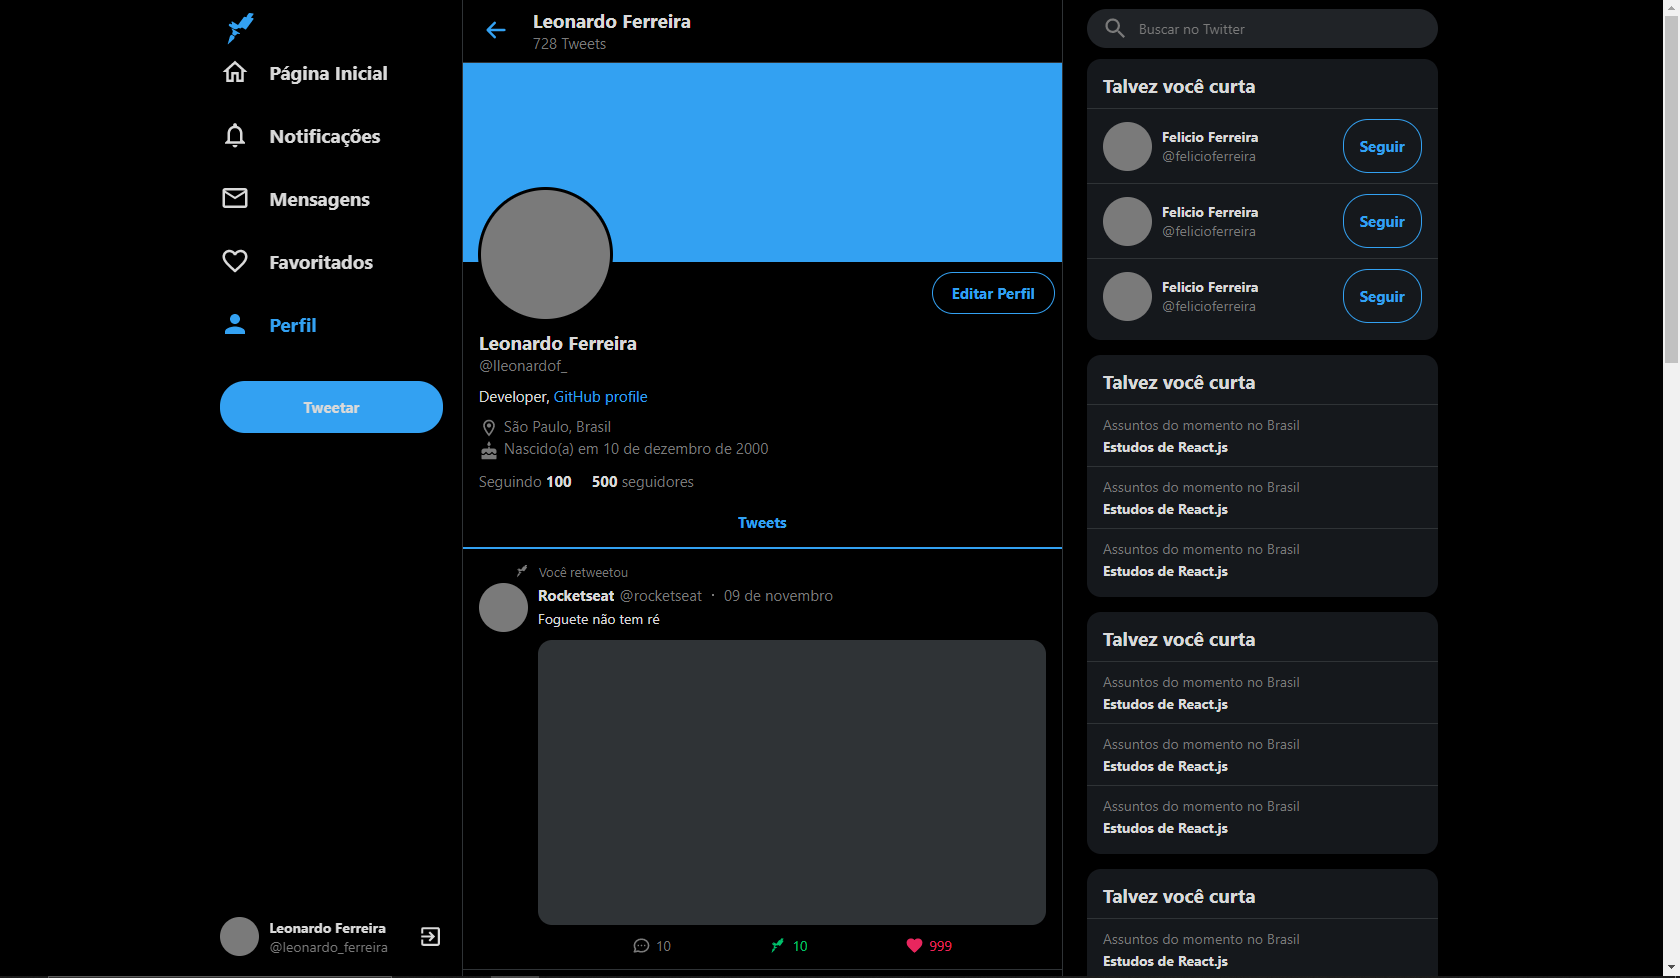 Página Inicial
Notificações
Mensagens
Favoritados
Perfil
Tweetar
Leonardo Ferreira
@leonardo_ferreira
Leonardo Ferreira
728 Tweets
Editar Perfil
Leonardo Ferreira
@lleonardof_
Developer, GitHub profile
São Paulo, Brasil
Nascido(a) em 10 de dezembro de 2000
Seguindo 100 500 seguidores
Tweets
Você retweetou
Rocketseat @rocketseat · 09 de novembro
Foguete não tem ré
10 10 999
Buscar no Twitter
Talvez você curta
Felicio Ferreira
@felicioferreira
Seguir
Felicio Ferreira
@felicioferreira
Seguir
Felicio Ferreira
@felicioferreira
Seguir
Talvez você curta
Assuntos do momento no Brasil
Estudos de React.js
Assuntos do momento no Brasil
Estudos de React.js
Assuntos do momento no Brasil
Estudos de React.js
Talvez você curta
Assuntos do momento no Brasil
Estudos de React.js
Assuntos do momento no Brasil
Estudos de React.js
Assuntos do momento no Brasil
Estudos de React.js
Talvez você curta
Assuntos do momento no Brasil
Estudos de React.js